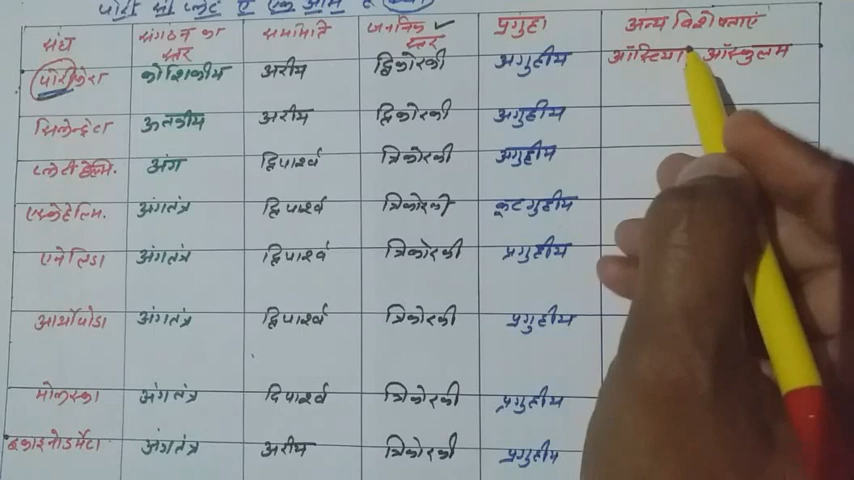 पोरी सी प्लेट ए एक आम
संघ	संगठन का स्तर	सममिति	जननिक स्तर	प्रगुहा	अन्य विशेषताएं
पोरीफेरा	कोशिकीय	अरीय	द्विकोरकी	अगुहीय	ऑस्टिया ऑस्कुलम
सिलेन्ट्रेटा	ऊतकीय	अरीय	द्विकोरकी	अगुहीय
प्लेटीहेल्मि.	अंग	द्विपार्श्व	त्रिकोरकी	अगुहीय
एस्केहेल्मि.	अंगतंत्र	द्विपार्श्व	त्रिकोरकी	कूटगुहीय
एनेलिडा	अंगतंत्र	द्विपार्श्व	त्रिकोरकी	प्रगुहीय
आर्थोपोडा	अंगतंत्र	द्विपार्श्व	त्रिकोरकी	प्रगुहीय
मोलस्का	अंगतंत्र	दिपार्श्व	त्रिकोरकी	प्रगुहीय
इकाइनोडर्मेटा	अंगतंत्र	अरीय	त्रिकोरकी	प्रगुहीय